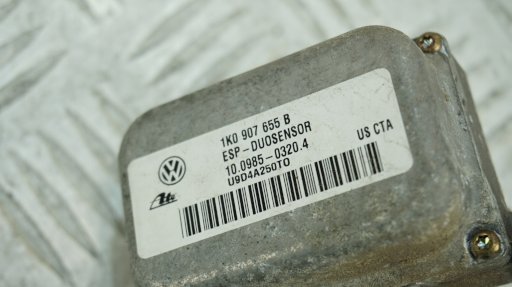 1K0 907 655 B
ESP-DUOSENSOR
10.0985-0320.4
U9D4A250TO
US CTA
Ate